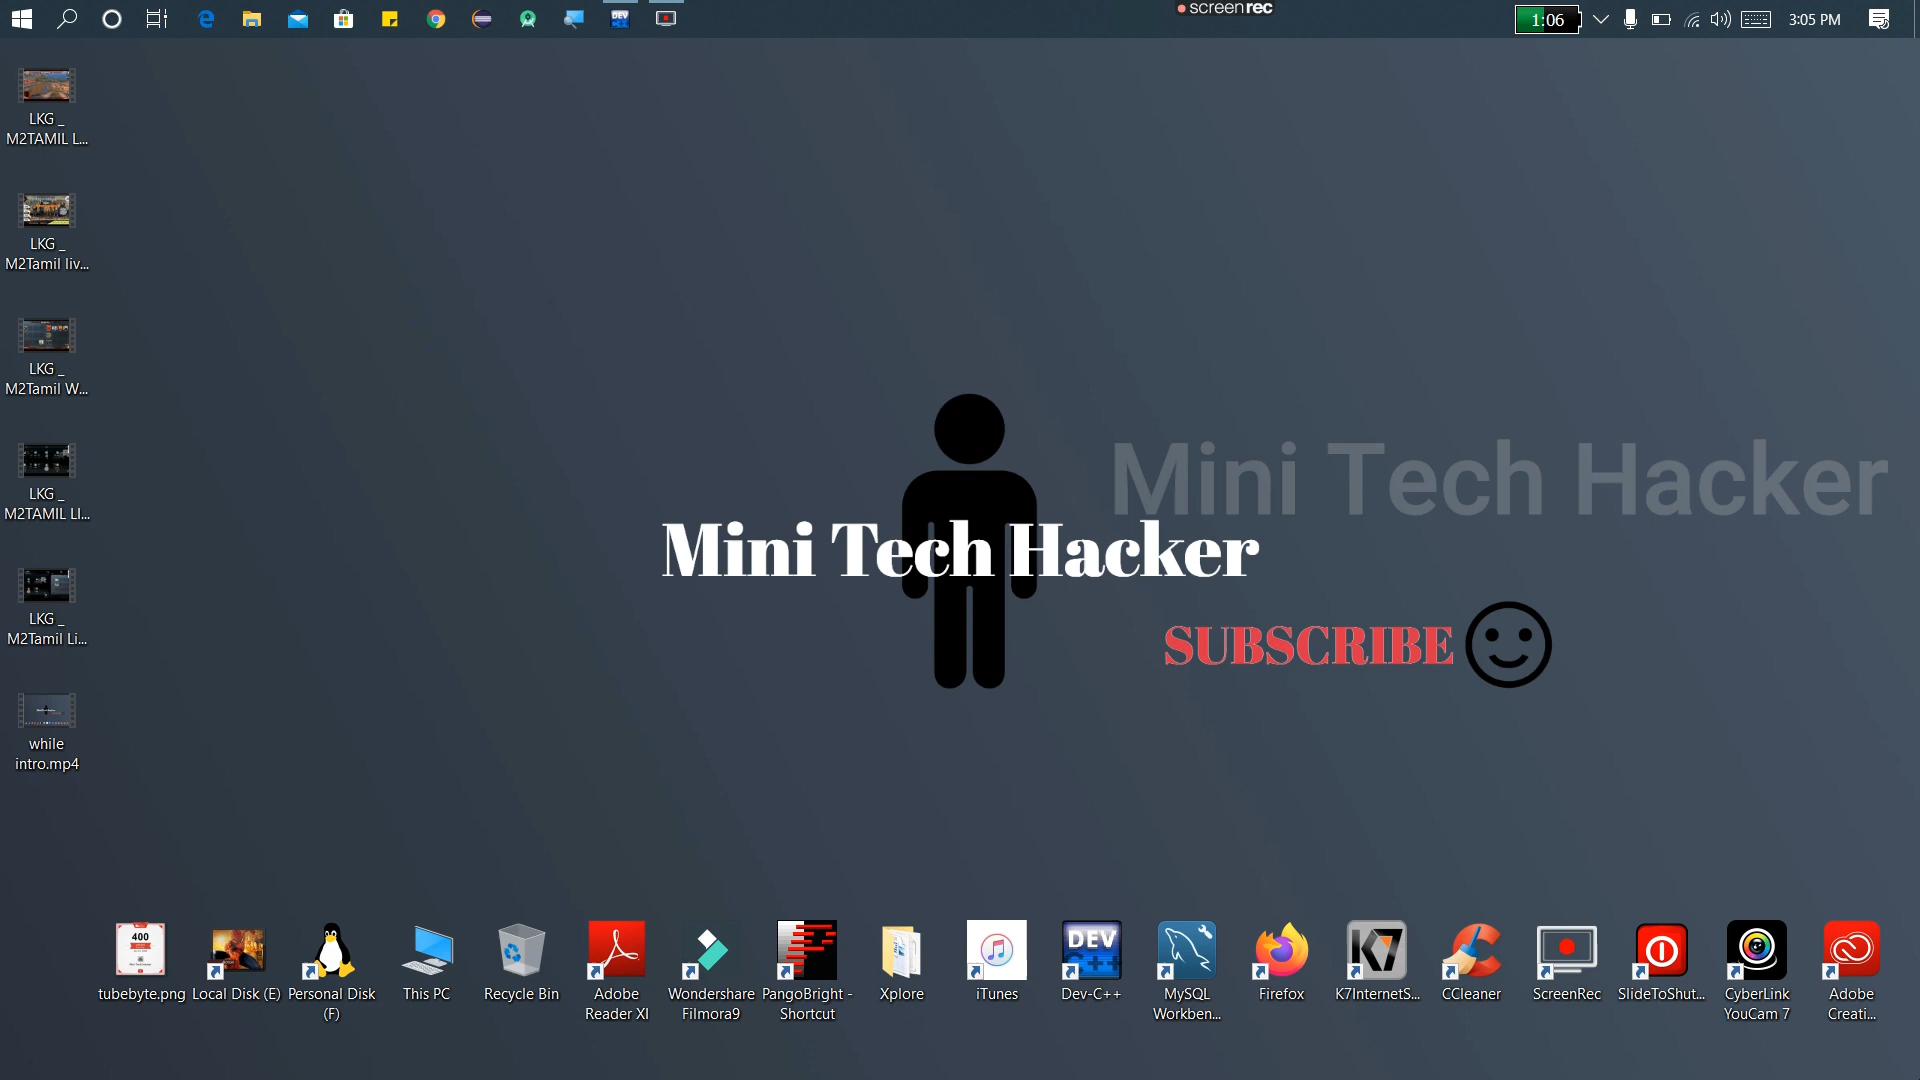 screenrec
1:06
3:05 PM
LKG _
M2TAMIL L...
LKG _
M2Tamil liv...
LKG _
M2Tamil W...
LKG _
M2TAMIL LI...
LKG _
M2Tamil Li...
while
intro.mp4
Mini Tech Hacker
Mini Tech Hacker
SUBSCRIBE
400
DEV
C++
tubebyte.png
Local Disk (E)
Personal Disk
(F)
This PC
Recycle Bin
Adobe
Reader XI
Wondershare
Filmora9
PangoBright -
Shortcut
Xplore
iTunes
Dev-C++
MySQL
Workben...
Firefox
K7InternetS...
CCleaner
ScreenRec
SlideToShut...
CyberLink
YouCam 7
Adobe
Creati...